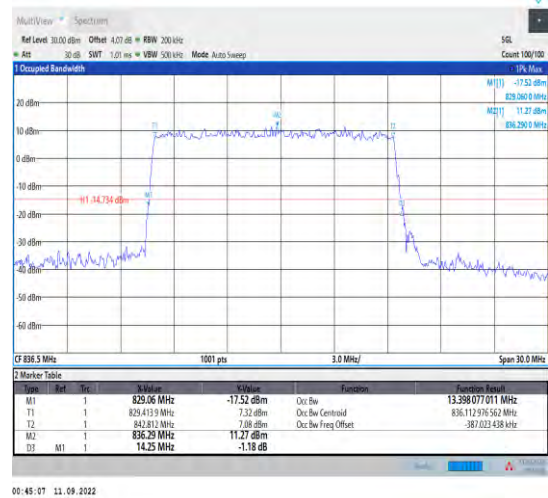 MultiView Spectrum
Ref Level 30.00 dBm Offset 4.07 dB RBW 200 kHz SGL
Att 30 dB SWT 1.01 ms VBW 500 kHz Mode Auto Sweep Count 100/100
1 Occupied Bandwidth 1Pk Max
M1[1] -17.52 dBm
829.060 0 MHz
M2[1] 11.27 dBm
836.290 0 MHz
20 dBm
10 dBm
0 dBm
-10 dBm
H1 -14.734 dBm
-20 dBm
-30 dBm
-40 dBm
-50 dBm
-60 dBm
T1
M2
T2
M1
CF 836.5 MHz 1001 pts 3.0 MHz/ Span 30.0 MHz
2 Marker Table
Type Ref Trc X-Value Y-Value Function Function Result
M1 1 829.06 MHz -17.52 dBm Occ Bw 13.398 077 011 MHz
T1 1 829.413 9 MHz 7.32 dBm Occ Bw Centroid 836.112 976 562 MHz
T2 1 842.812 MHz 7.08 dBm Occ Bw Freq Offset -387.023 438 kHz
M2 1 836.29 MHz 11.27 dBm
D3 M1 1 14.25 MHz -1.18 dB
00:45:07 11.09.2022